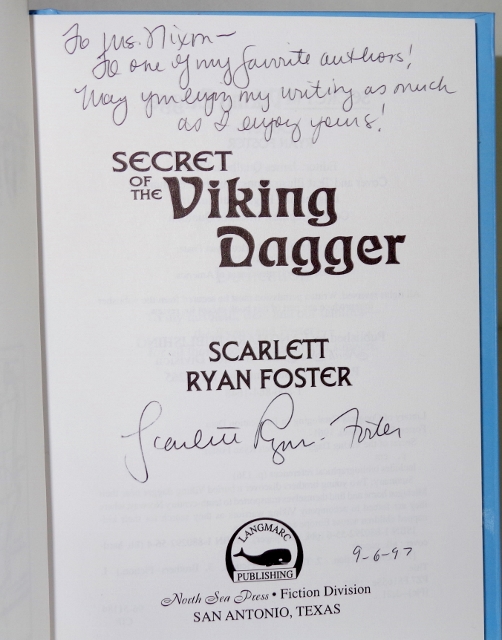 To Ms. Nixon—
To one of my favorite authors!
May you enjoy my writing as much
as I enjoy yours!
SECRET
OF THE Viking
Dagger
SCARLETT
RYAN FOSTER
Scarlett Ryan Foster
LANGMARC
PUBLISHING
9-6-97
North Sea Press • Fiction Division
SAN ANTONIO, TEXAS